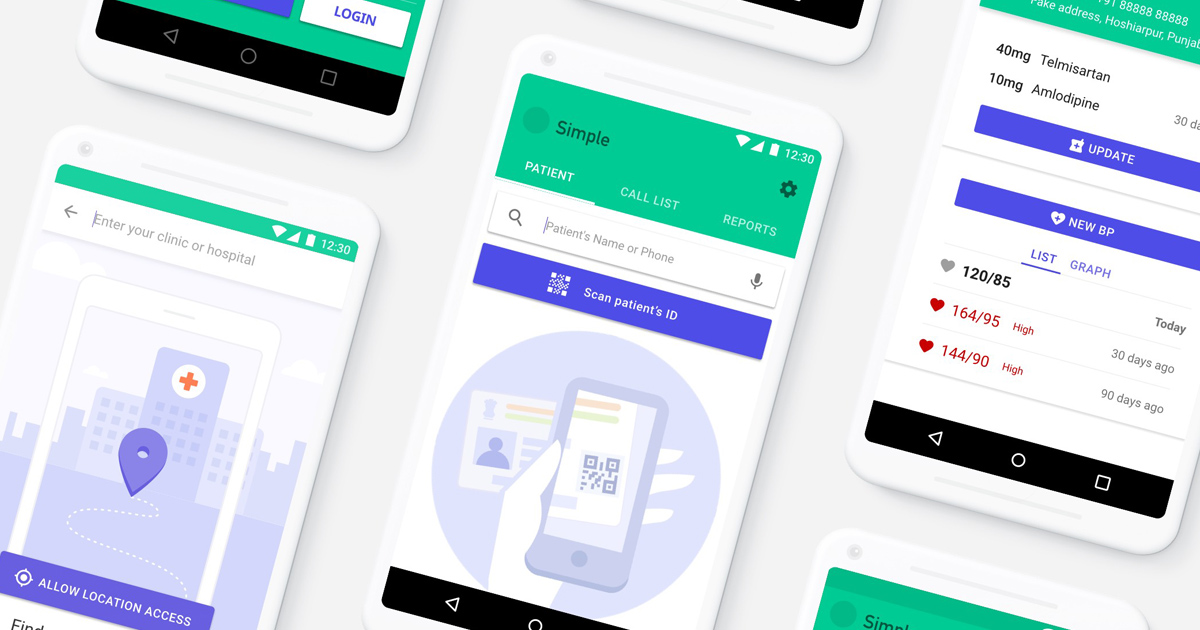 LOGIN
12:30
Enter your clinic or hospital
ALLOW LOCATION ACCESS
Find
Simple
12:30
PATIENT
CALL LIST
REPORTS
Patient's Name or Phone
Scan patient's ID
88888 88888
Fake address, Hoshiarpur, Punjab
40mg Telmisartan
10mg Amlodipine
30 da
UPDATE
NEW BP
LIST GRAPH
120/85
Today
164/95 High
30 days ago
144/90 High
90 days ago
Simple